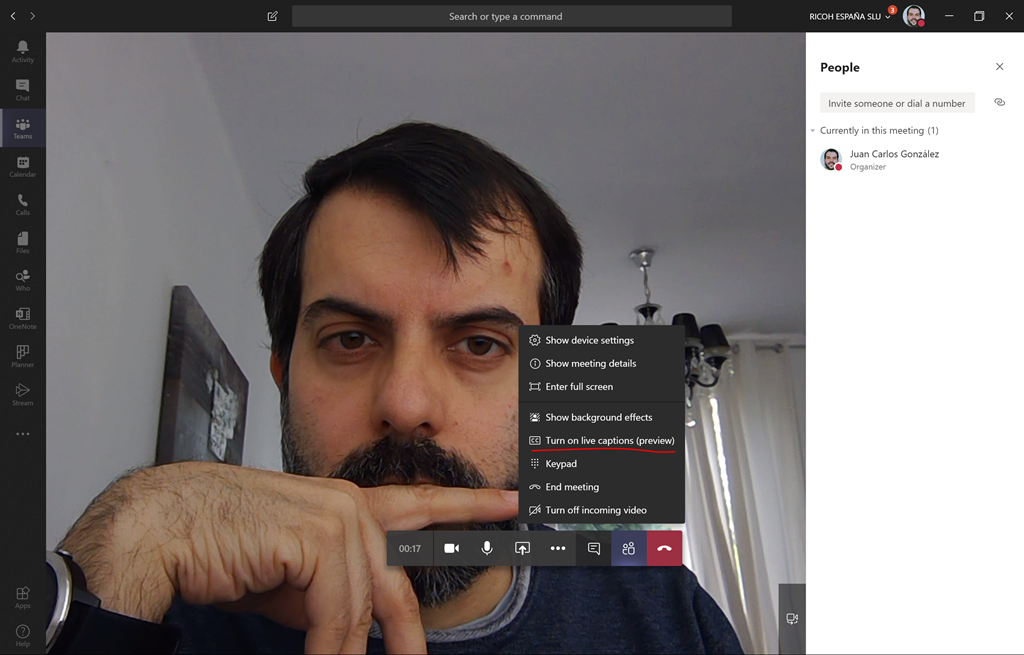 Search or type a command
RICOH ESPAÑA SLU
3
Activity
Chat
Teams
Calendar
Calls
Files
Who
OneNote
Planner
Stream
Apps
Help
Show device settings
Show meeting details
Enter full screen
Show background effects
Turn on live captions (preview)
Keypad
End meeting
Turn off incoming video
00:17
People
Invite someone or dial a number
Currently in this meeting (1)
Juan Carlos González
Organizer